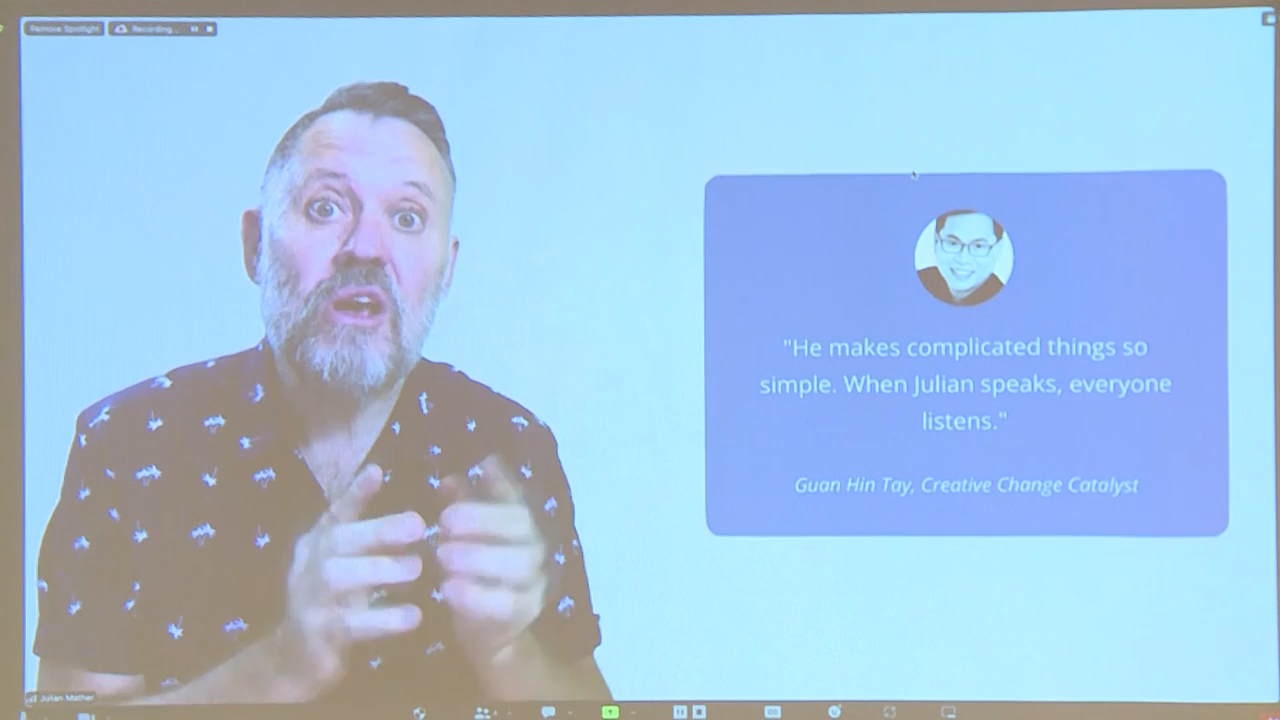 Remove Spotlight
Recording...
"He makes complicated things so
simple. When Julian speaks, everyone
listens."
Guan Hin Tay, Creative Change Catalyst
Julian Mather